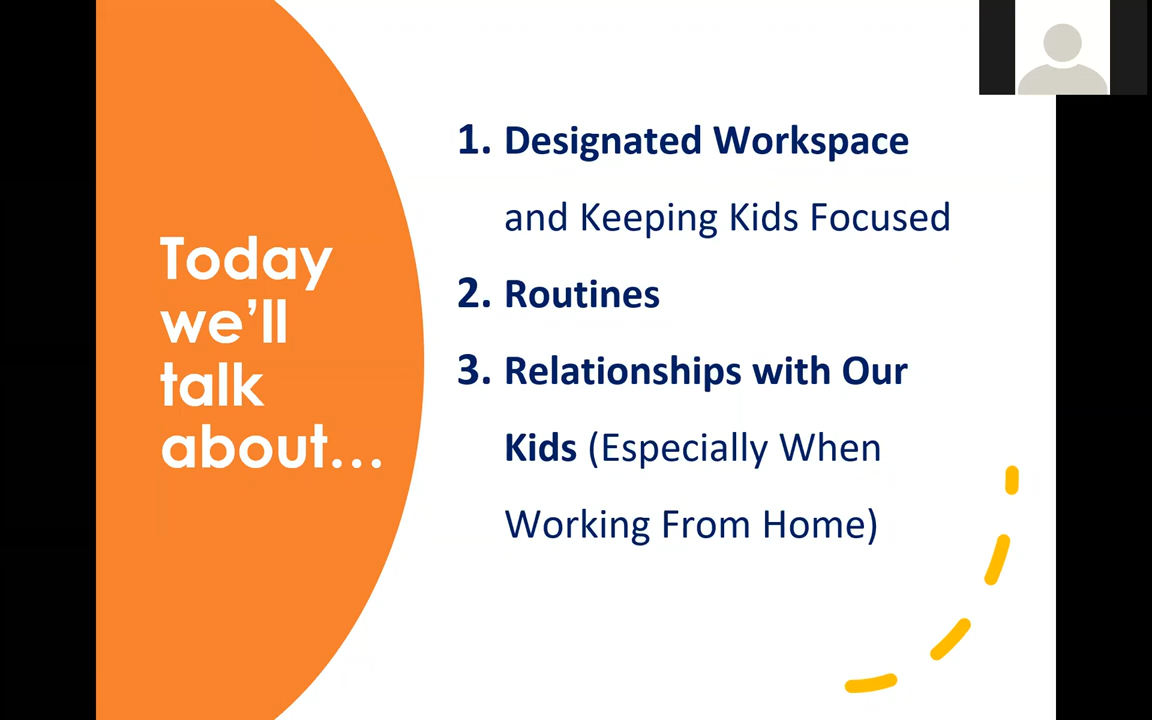 Today
we’ll
talk
about…
1. Designated Workspace
and Keeping Kids Focused
2. Routines
3. Relationships with Our
Kids (Especially When
Working From Home)